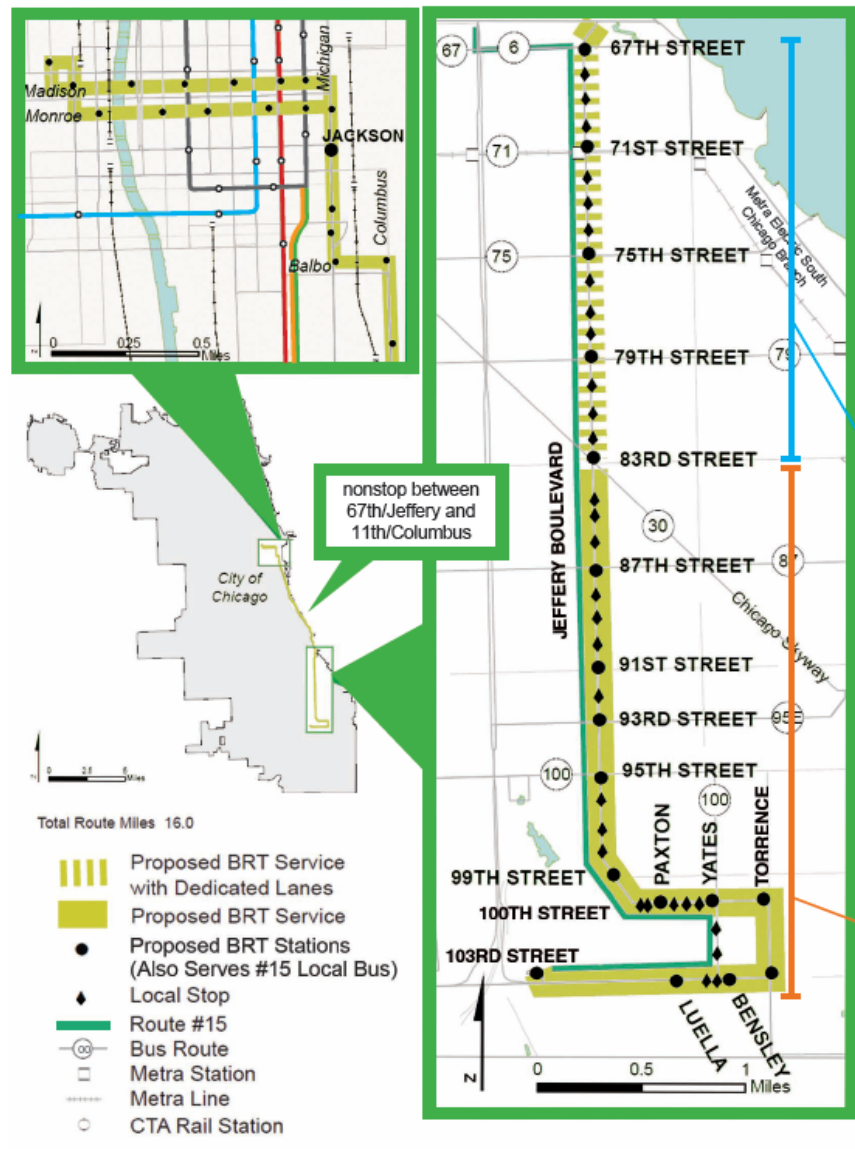 Madison
Monroe
Michigan
JACKSON
Columbus
Balbo
0 025 0.5
Miles
z
nonstop between
67th/Jeffery and
11th/Columbus
City of
Chicago
0 2.5 5
Miles
z
Total Route Miles 16.0
Proposed BRT Service
with Dedicated Lanes
Proposed BRT Service
Proposed BRT Stations
(Also Serves #15 Local Bus)
Local Stop
Route #15
00 Bus Route
Metra Station
Metra Line
CTA Rail Station
67 6 67TH STREET
71 71ST STREET
Metra Electric South
Chicago Branch
75 75TH STREET
79TH STREET 79
83RD STREET
JEFFERY BOULEVARD
30
87TH STREET 87
Chicago Skyway
91ST STREET
93RD STREET 95E
100 95TH STREET
100
PAXTON
YATES
TORRENCE
99TH STREET
100TH STREET
103RD STREET
LUELLA
BENSLEY
N
0 0.5 1
Miles